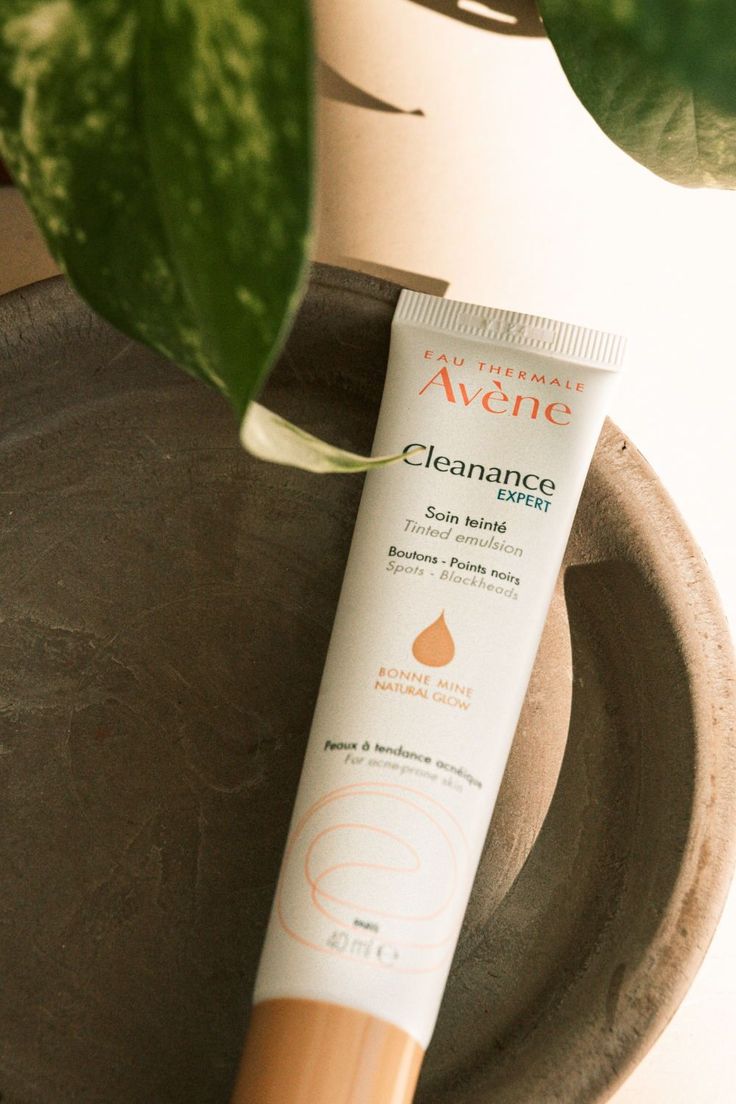 EAU THERMALE
Avène
Cleanance
EXPERT
Soin teinté
Tinted emulsion
Boutons - Points noirs
Spots - Blackheads
BONNE MINE
NATURAL GLOW
Peaux à tendance acnéique
For acne-prone skin
PARIS
40 ml ℮